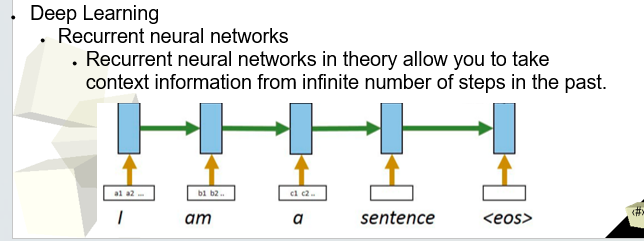 Deep Learning
Recurrent neural networks
Recurrent neural networks in theory allow you to take
context information from infinite number of steps in the past.
a1 a2 ... b1 b2.. c1 c2..
I am a sentence <eos>
‹#›